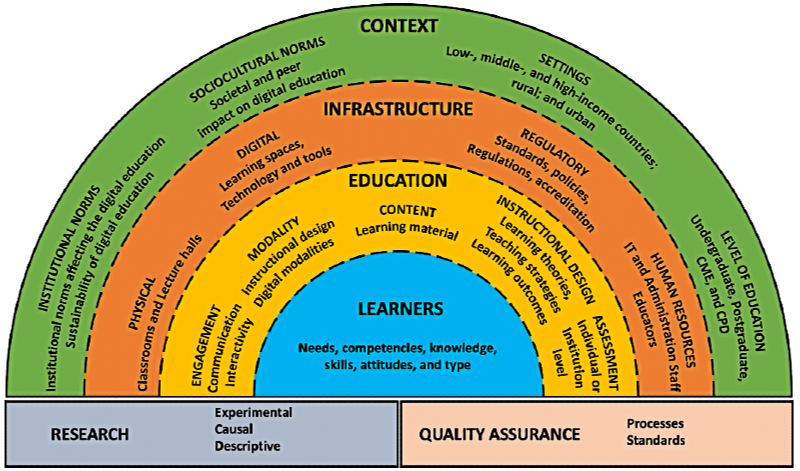 CONTEXT
INSTITUTIONAL NORMS
Institutional norms affecting the digital education
Sustainability of digital education
SOCIOCULTURAL NORMS
Societal and peer
impact on digital education
SETTINGS
Low-, middle-, and high-income countries;
rural; and urban
LEVEL OF EDUCATION
Undergraduate, Postgraduate,
CME, and CPD
INFRASTRUCTURE
PHYSICAL
Classrooms and Lecture halls
DIGITAL
Learning spaces,
Technology and tools
REGULATORY
Standards, policies,
Regulations, accreditation
HUMAN RESOURCES
IT and Administration Staff
Educators
EDUCATION
ENGAGEMENT
Communication
Interactivity
MODALITY
Instructional design
Digital modalities
CONTENT
Learning material
INSTRUCTIONAL DESIGN
Learning theories,
Teaching strategies
Learning outcomes
ASSESSMENT
Individual or
Institution
level
LEARNERS
Needs, competencies, knowledge,
skills, attitudes, and type
RESEARCH
Experimental
Causal
Descriptive
QUALITY ASSURANCE
Processes
Standards